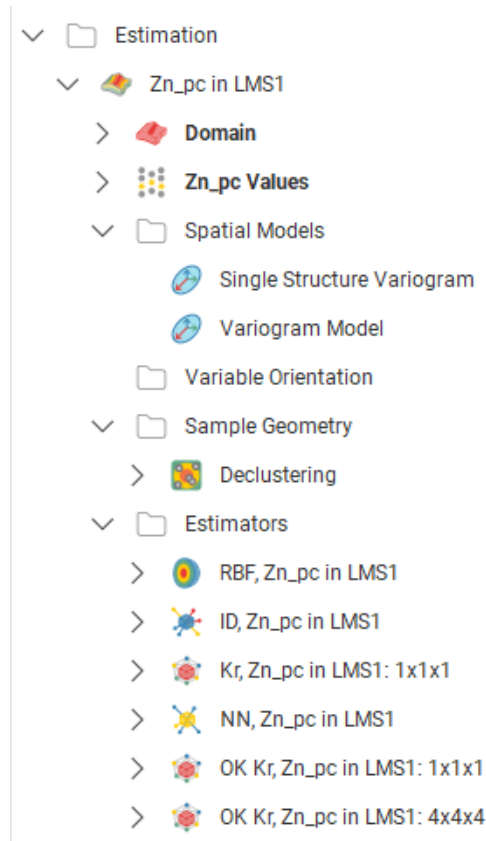 Estimation
Zn_pc in LMS1
Domain
Zn_pc Values
Spatial Models
Single Structure Variogram
Variogram Model
Variable Orientation
Sample Geometry
Declustering
Estimators
RBF, Zn_pc in LMS1
ID, Zn_pc in LMS1
Kr, Zn_pc in LMS1: 1x1x1
NN, Zn_pc in LMS1
OK Kr, Zn_pc in LMS1: 1x1x1
OK Kr, Zn_pc in LMS1: 4x4x4